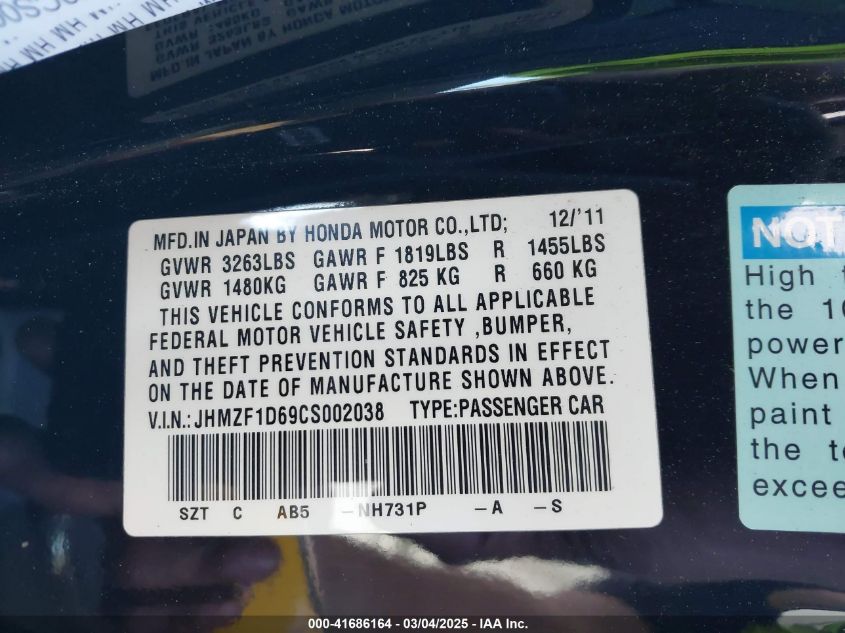 MFD.IN JAPAN BY HONDA MOTOR CO.,LTD; 12/'11
GVWR 3263LBS GAWR F 1819LBS R 1455LBS
GVWR 1480KG GAWR F 825 KG R 660 KG
THIS VEHICLE CONFORMS TO ALL APPLICABLE
FEDERAL MOTOR VEHICLE SAFETY ,BUMPER,
AND THEFT PREVENTION STANDARDS IN EFFECT
ON THE DATE OF MANUFACTURE SHOWN ABOVE.
V.I.N.:JHMZF1D69CS002038 TYPE:PASSENGER CAR
SZT C AB5 -NH731P -A -S
NOT
High
the 10
power
When
paint
the
excee
000-41686164 - 03/04/2025 - IAA Inc.